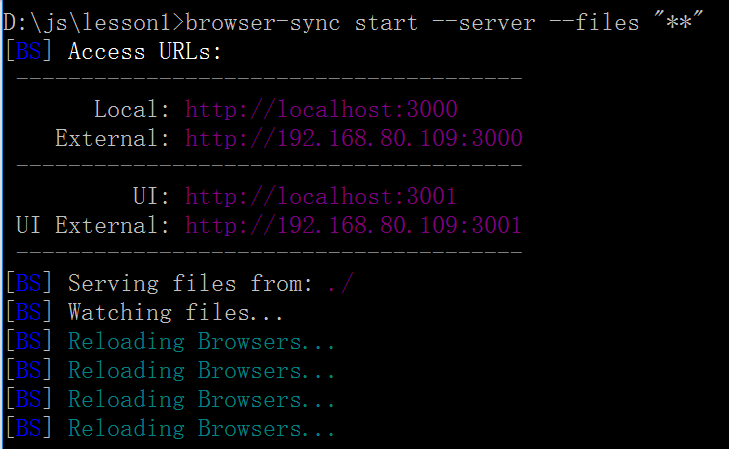 D:\js\lesson1>browser-sync start --server --files "**"
[BS] Access URLs:
---------------------------------------
Local: http://localhost:3000
External: http://192.168.80.109:3000
---------------------------------------
UI: http://localhost:3001
UI External: http://192.168.80.109:3001
---------------------------------------
[BS] Serving files from: ./
[BS] Watching files...
[BS] Reloading Browsers...
[BS] Reloading Browsers...
[BS] Reloading Browsers...
[BS] Reloading Browsers...